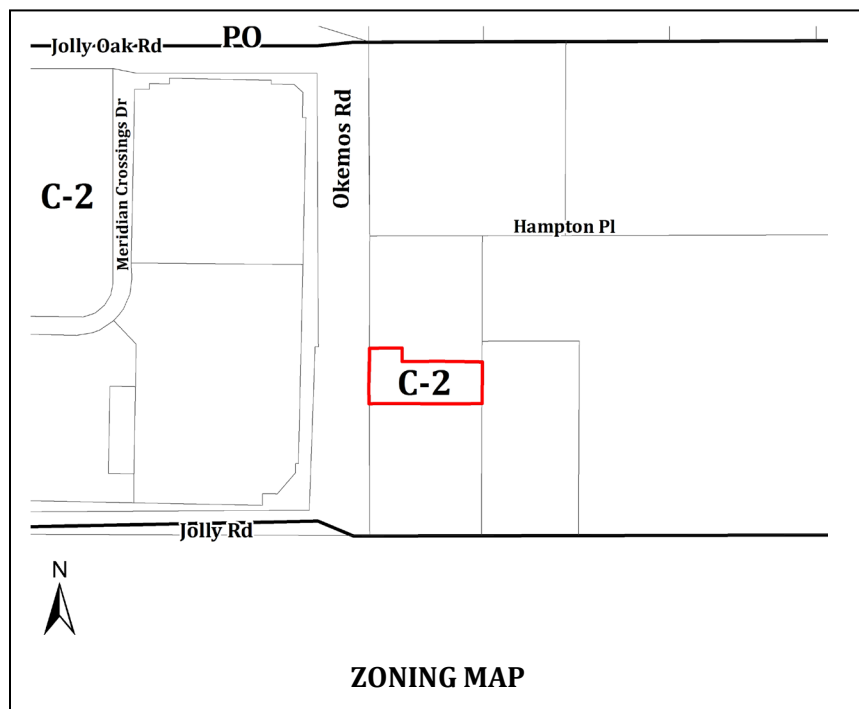 PO
Jolly Oak Rd
Meridian Crossings Dr
Okemos Rd
C-2
Hampton Pl
C-2
Jolly Rd
N
ZONING MAP